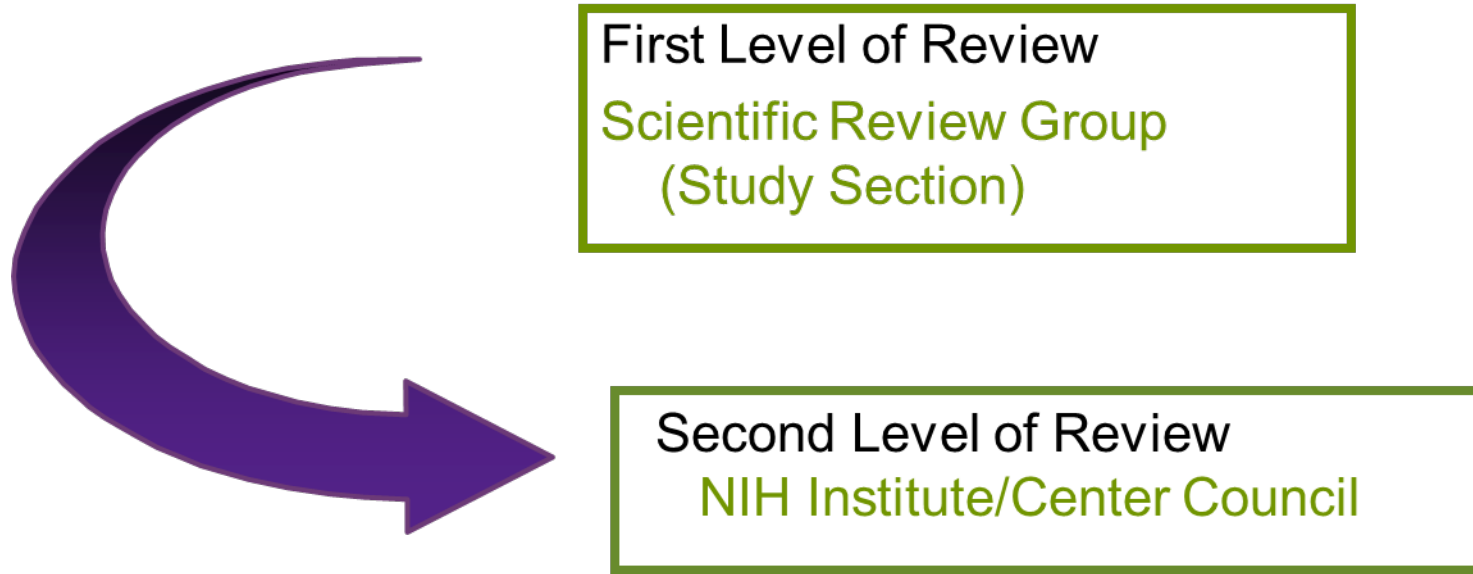 First Level of Review
Scientific Review Group
(Study Section)
Second Level of Review
NIH Institute/Center Council